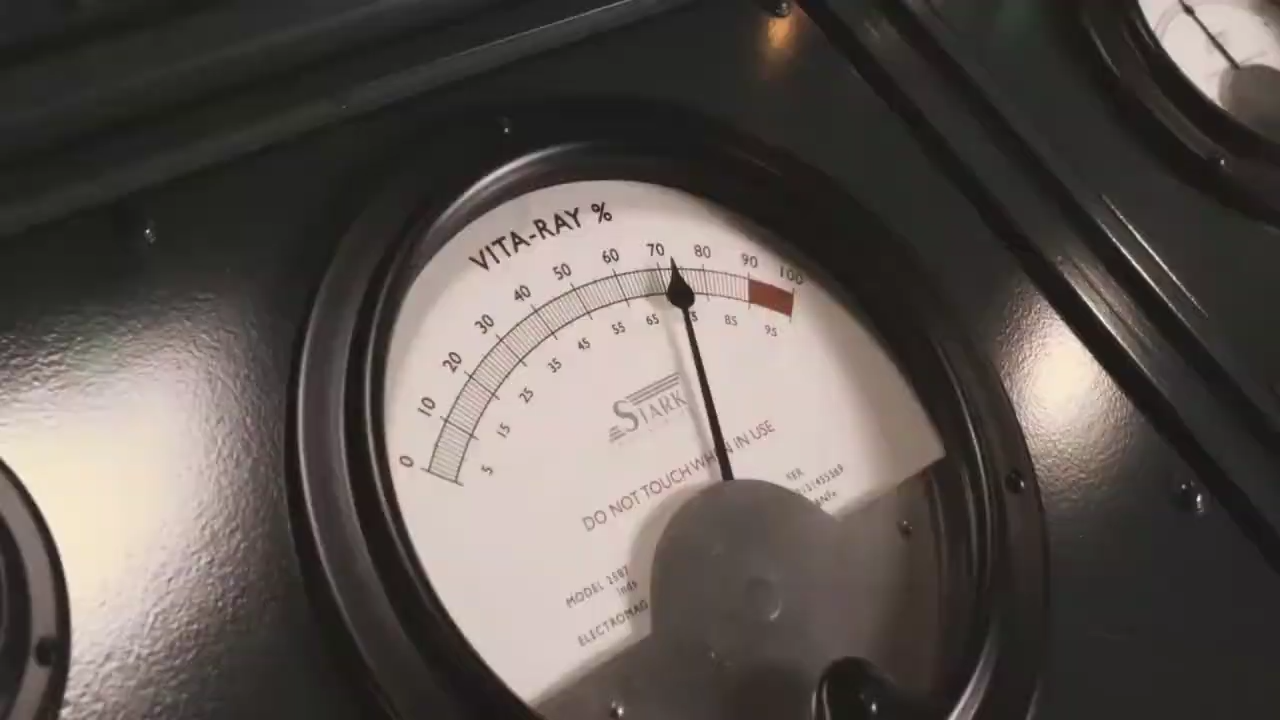 VITA-RAY %
0 10 20 30 40 50 60 70 80 90 100
5 15 25 35 45 55 65 85 95
STARK
DO NOT TOUCH WHEN IN USE
MODEL
ELECTROMAG